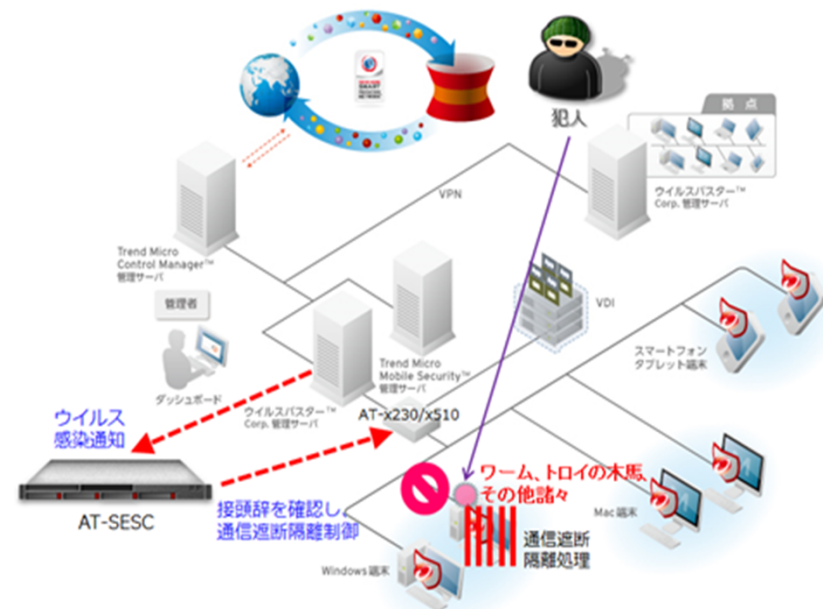 犯人
拠点
VPN
ウイルスバスター™
Corp. 管理サーバ
Trend Micro
Control Manager™
管理サーバ
管理者
ダッシュボード
VDI
Trend Micro
Mobile Security™
管理サーバ
スマートフォン
タブレット端末
ウイルスバスター™
Corp. 管理サーバ
AT-x230/x510
ウイルス
感染通知
AT-SESC
接頭辞を確認し、
通信遮断隔離制御
ワーム、トロイの木馬、
その他諸々
Mac 端末
通信遮断
隔離処理
Windows 端末